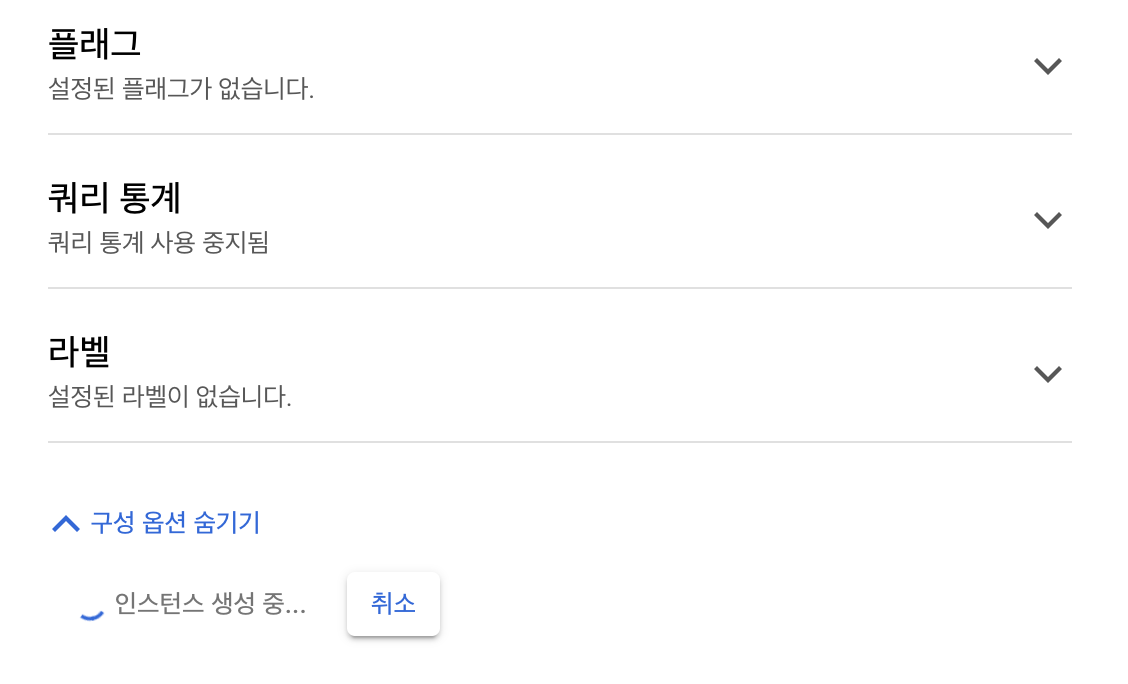 플래그
설정된 플래그가 없습니다.
쿼리 통계
쿼리 통계 사용 중지됨
라벨
설정된 라벨이 없습니다.
구성 옵션 숨기기
인스턴스 생성 중...
취소